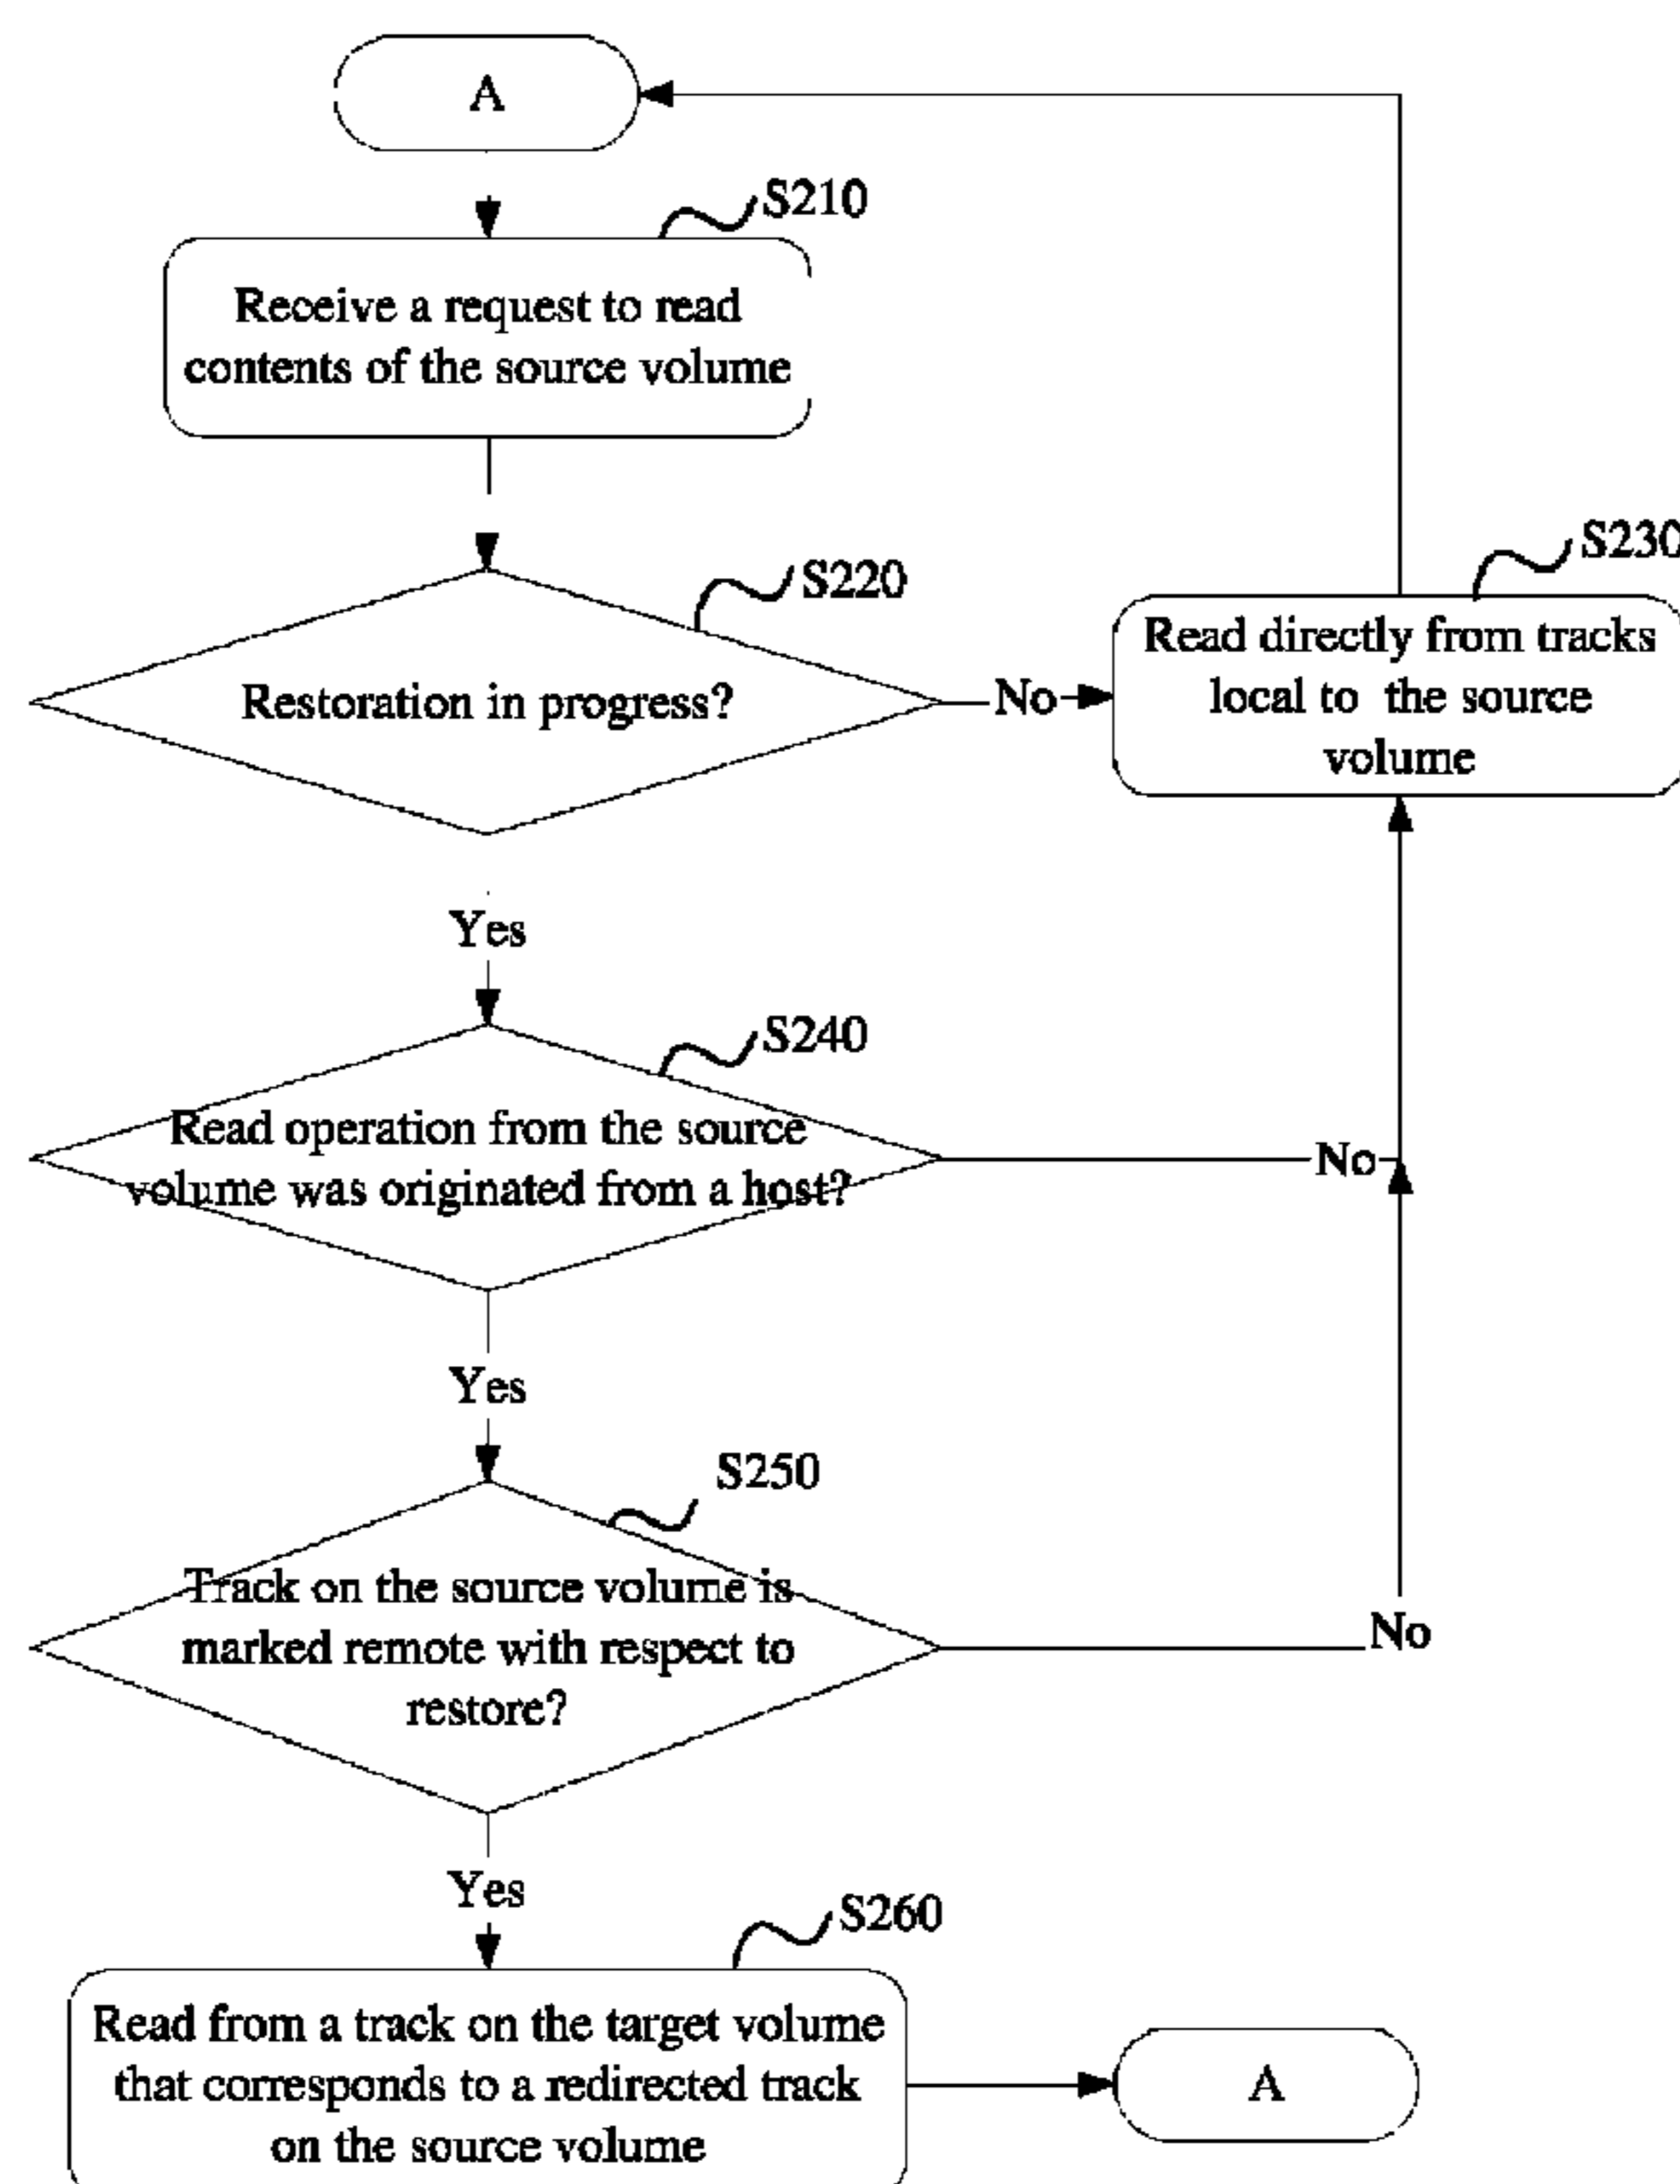 A
S210
Receive a request to read
contents of the source volume
S220
Restoration in progress?
No
S230
Read directly from tracks
local to the source
volume
Yes
S240
Read operation from the source
volume was originated from a host?
No
Yes
S250
Track on the source volume is
marked remote with respect to
restore?
No
Yes
S260
Read from a track on the target volume
that corresponds to a redirected track
on the source volume
A